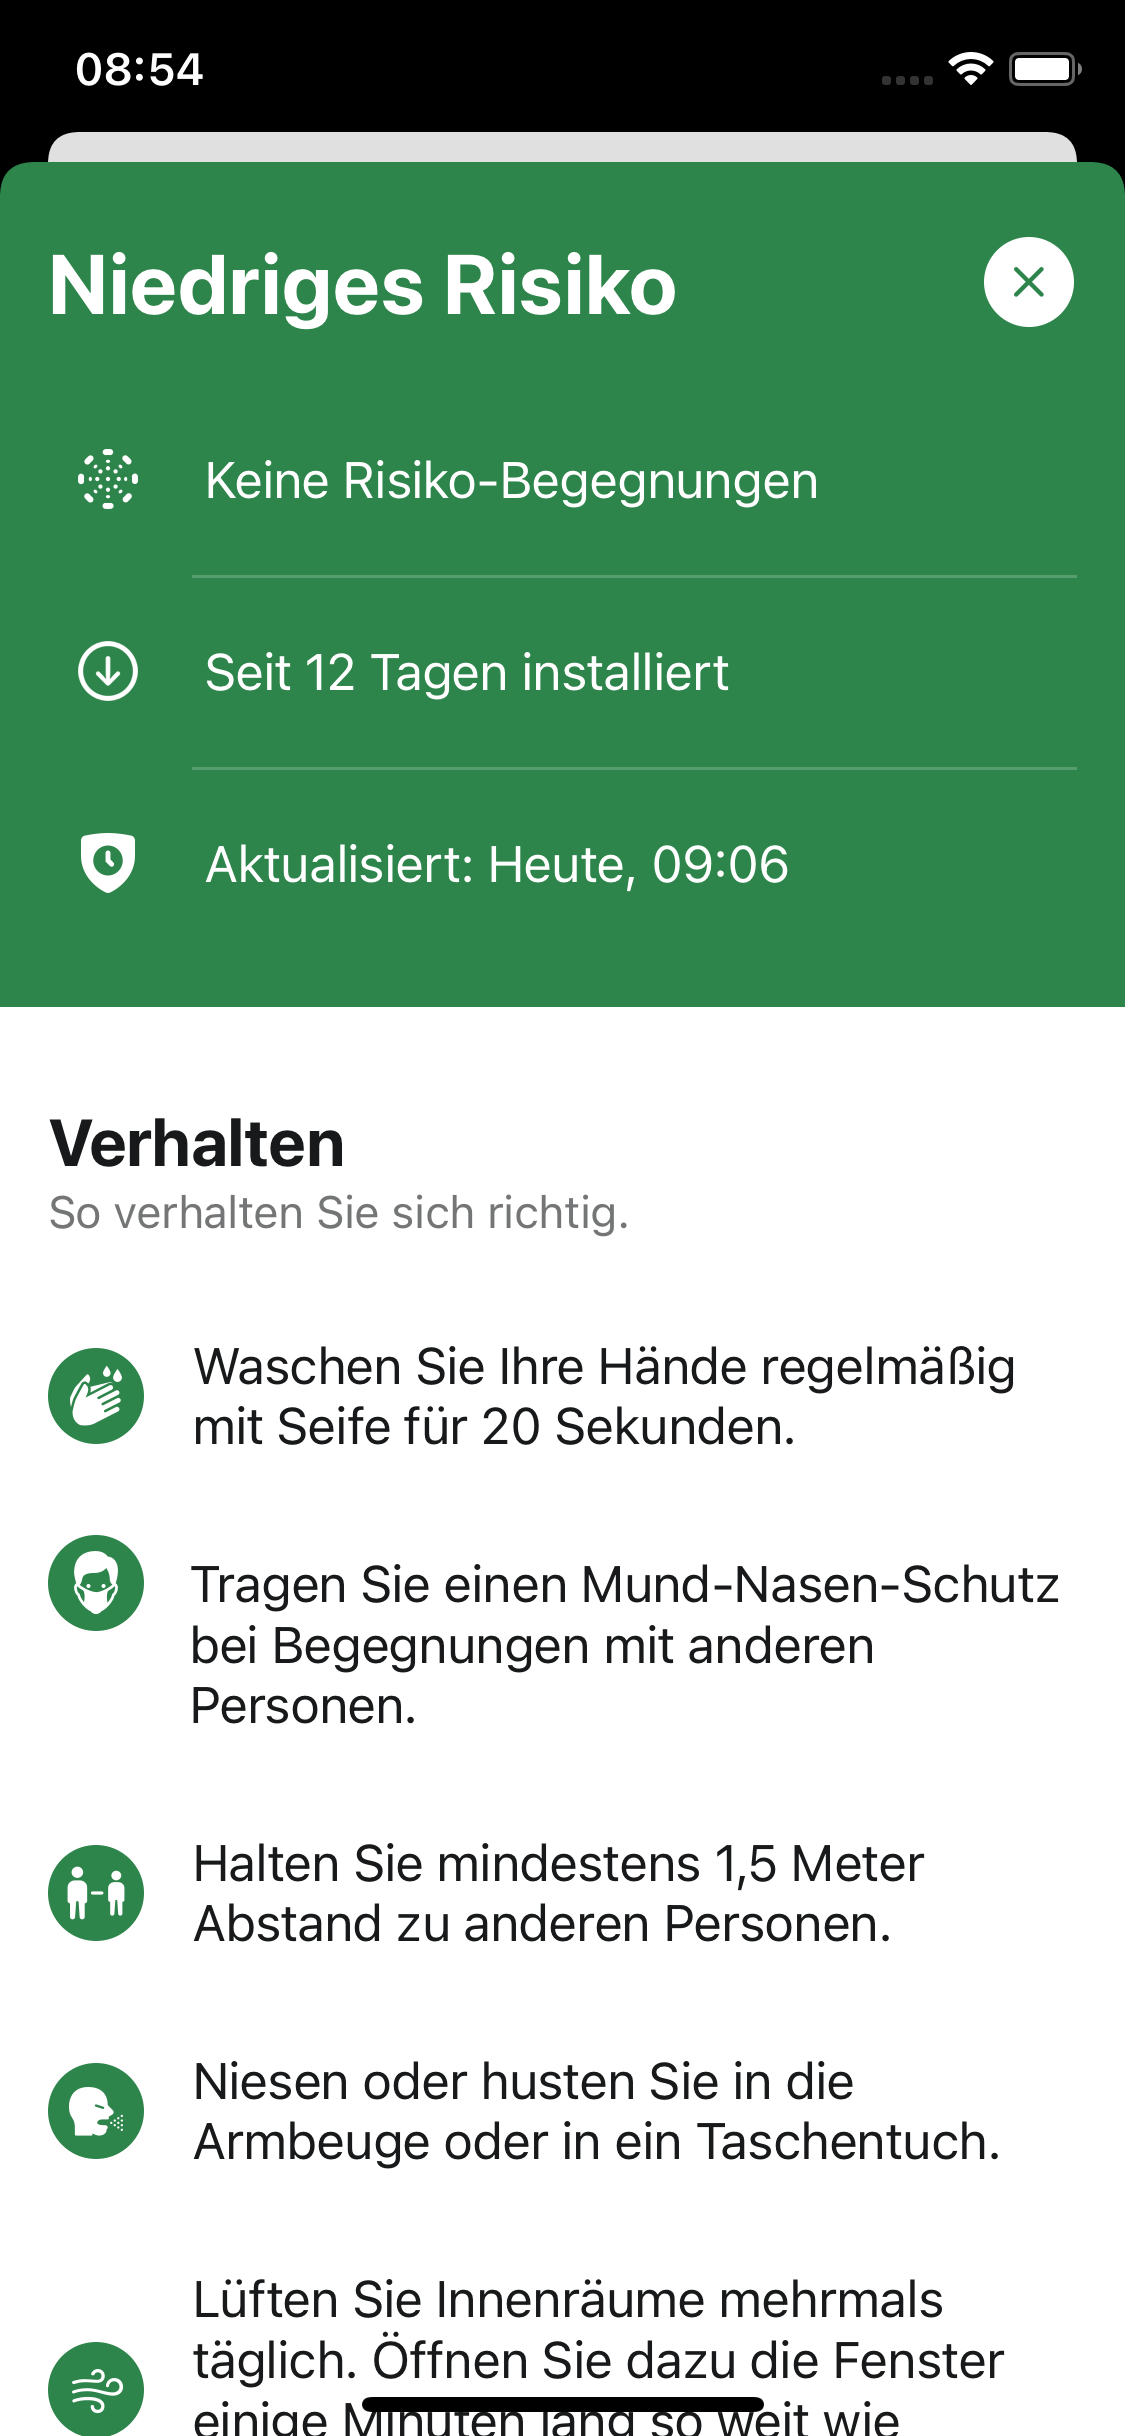 08:54
Niedriges Risiko
Keine Risiko-Begegnungen
Seit 12 Tagen installiert
Aktualisiert: Heute, 09:06
Verhalten
So verhalten Sie sich richtig.
Waschen Sie Ihre Hände regelmäßig
mit Seife für 20 Sekunden.
Tragen Sie einen Mund-Nasen-Schutz
bei Begegnungen mit anderen
Personen.
Halten Sie mindestens 1,5 Meter
Abstand zu anderen Personen.
Niesen oder husten Sie in die
Armbeuge oder in ein Taschentuch.
Lüften Sie Innenräume mehrmals
täglich. Öffnen Sie dazu die Fenster
einige Minuten lang so weit wie